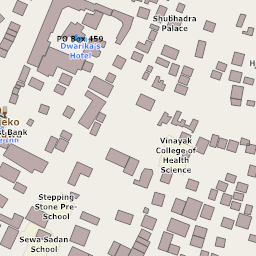 Shubhadra
Palace
PO Box 459
Dwarika's
Hotel
st Bank
Vinayak
College of
Health
Science
Stepping
Stone Pre-
School
Sewa Sadan
School